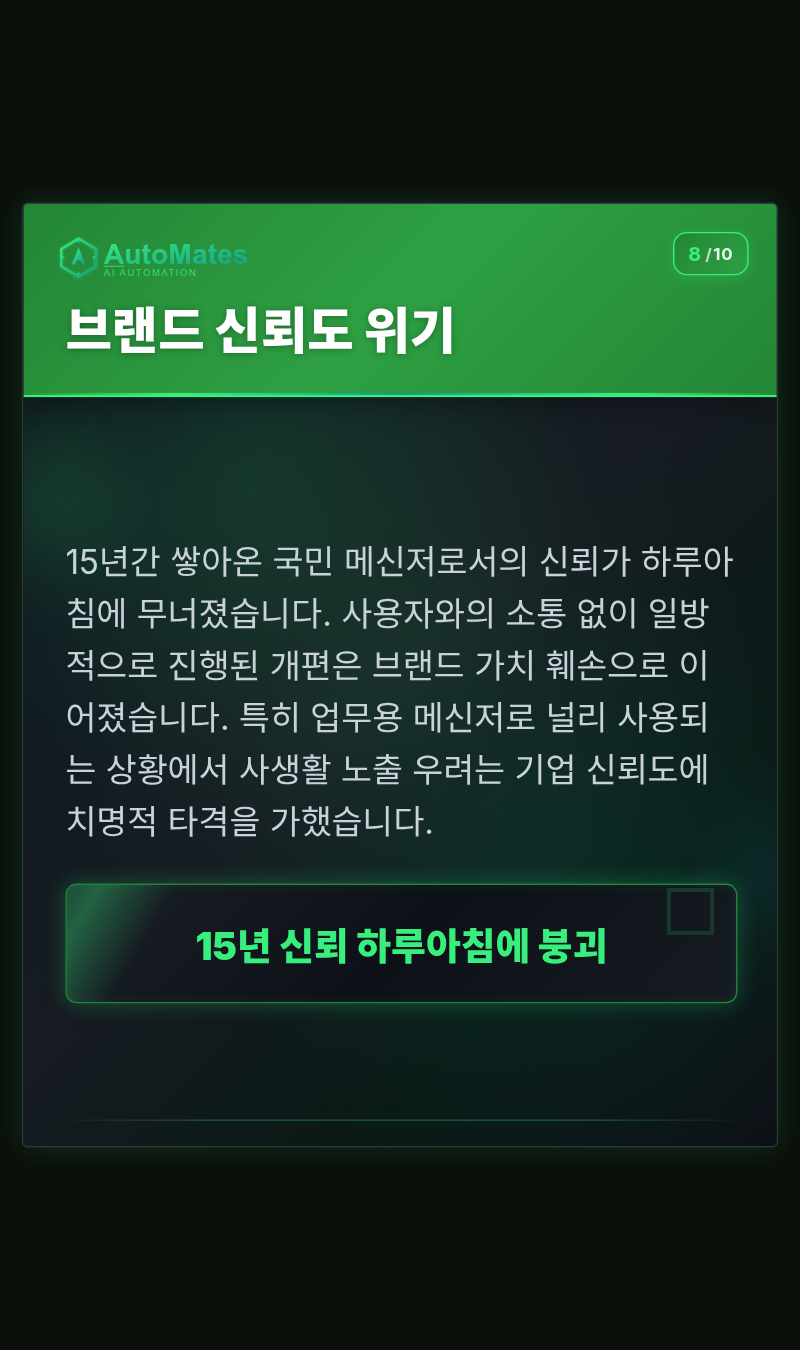 AutoMates
AI AUTOMATION
8 / 10
브랜드 신뢰도 위기
15년간 쌓아온 국민 메신저로서의 신뢰가 하루아
침에 무너졌습니다. 사용자와의 소통 없이 일방
적으로 진행된 개편은 브랜드 가치 훼손으로 이
어졌습니다. 특히 업무용 메신저로 널리 사용되
는 상황에서 사생활 노출 우려는 기업 신뢰도에
치명적 타격을 가했습니다.
15년 신뢰 하루아침에 붕괴